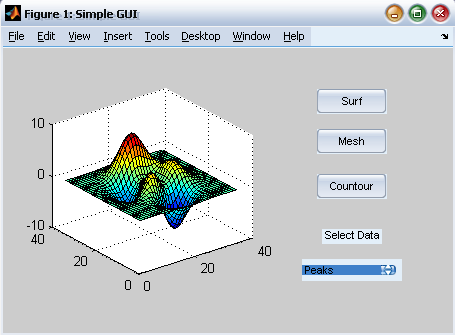 Figure 1: Simple GUI
File Edit View Insert Tools Desktop Window Help
Surf
Mesh
Countour
Select Data
Peaks
10
0
-10
40
20
0
0
20
40